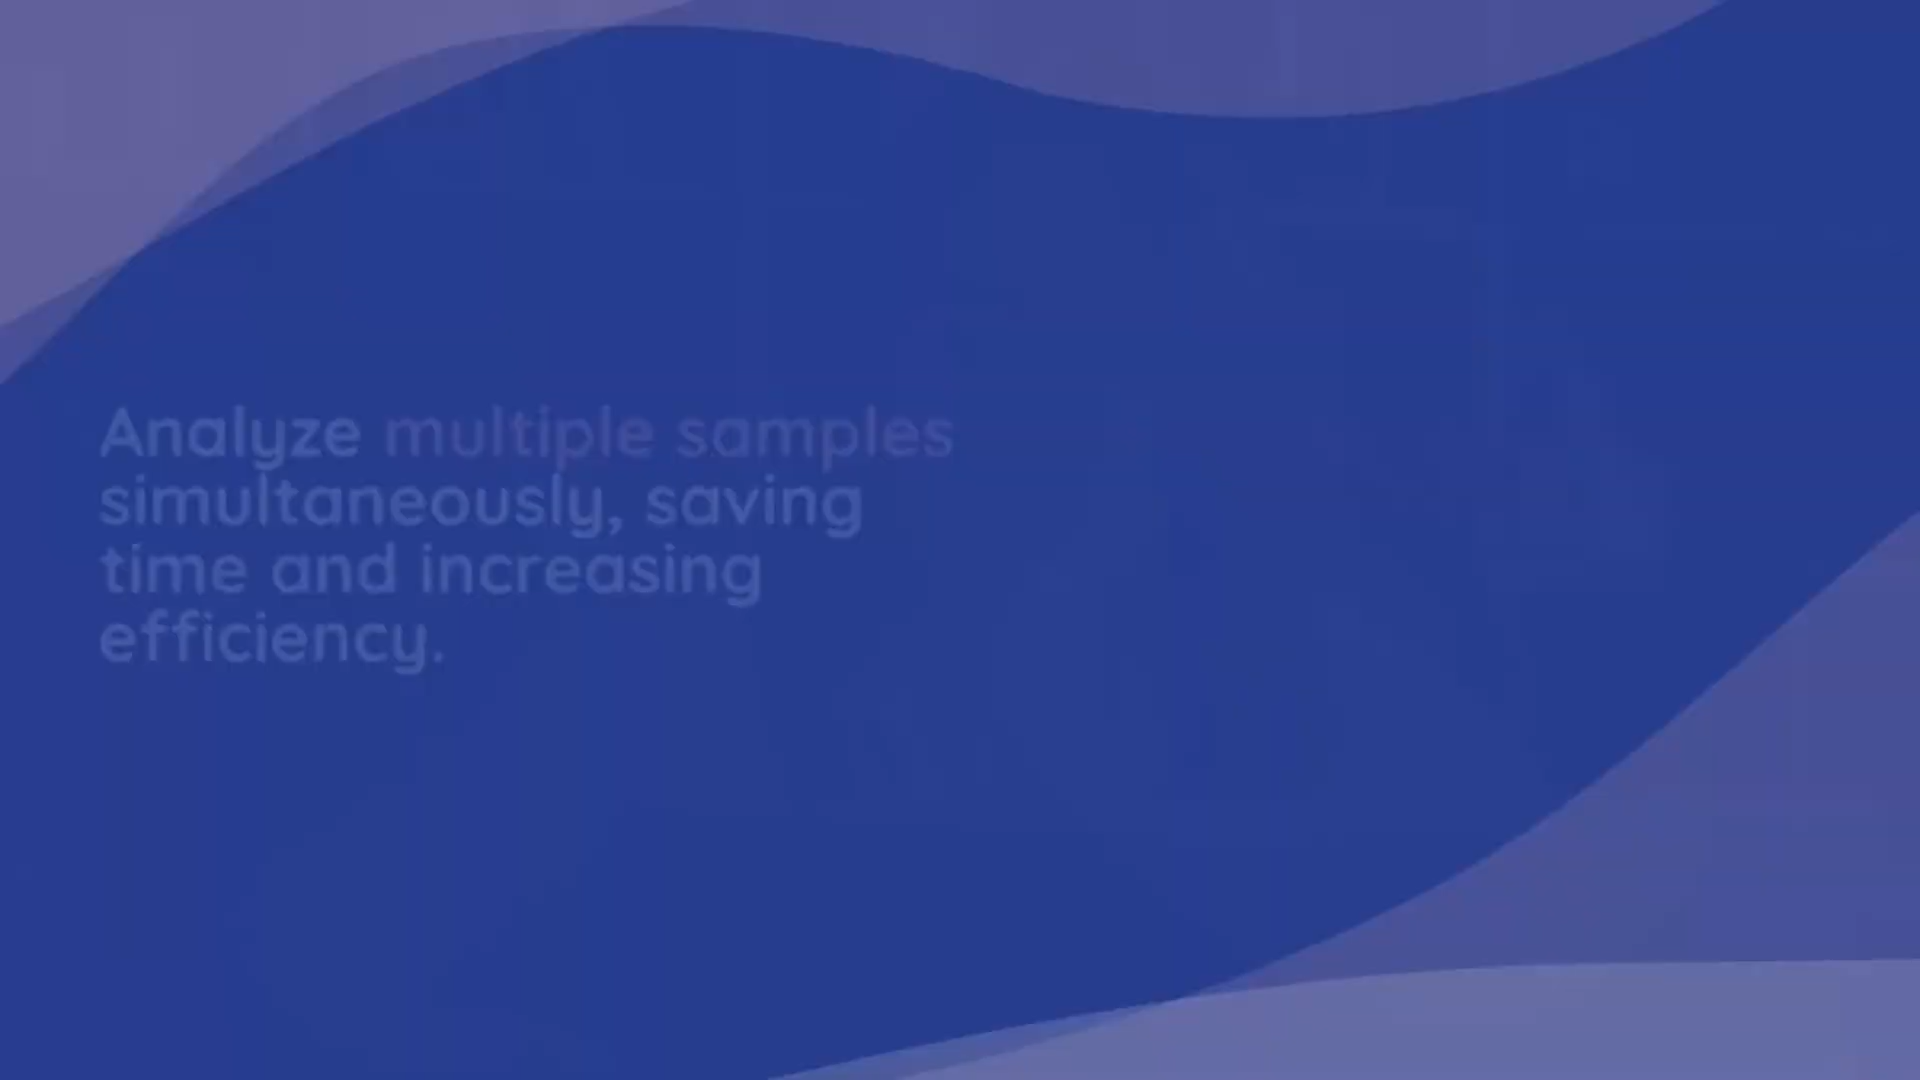 Analyze multiple samples
simultaneously, saving
time and increasing
efficiency.